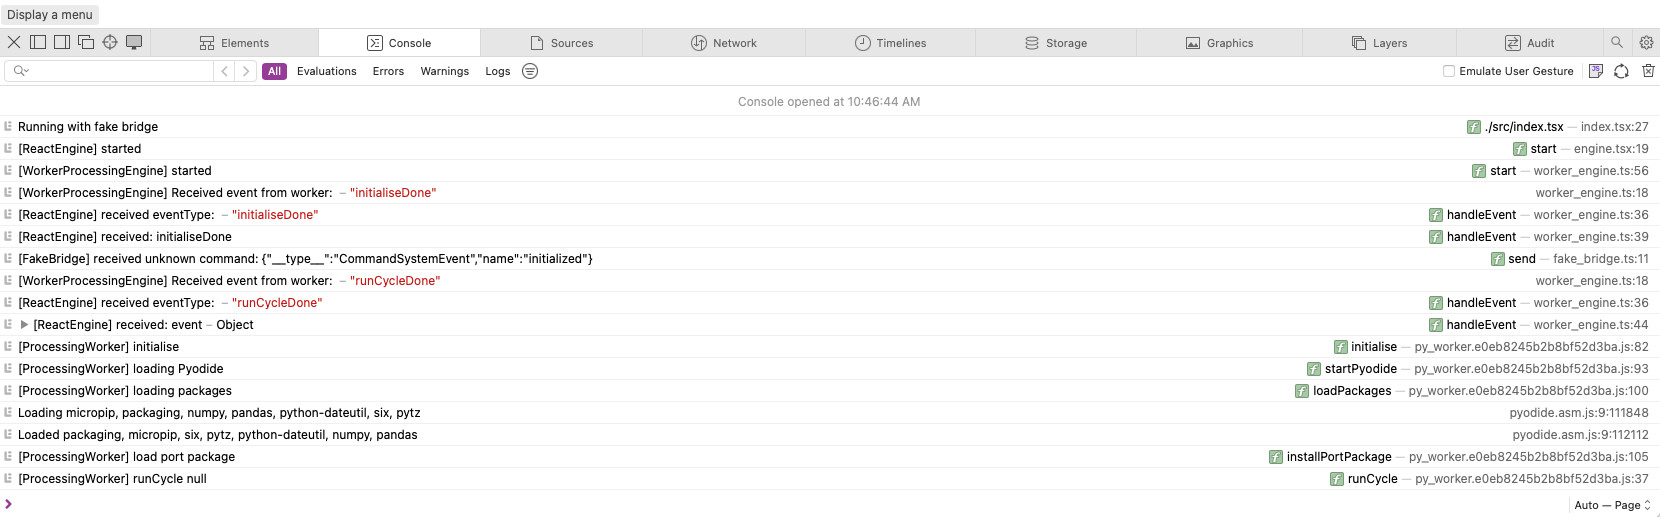 Display a menu
Elements Console Sources Network Timelines Storage Graphics Layers Audit
All Evaluations Errors Warnings Logs Emulate User Gesture JS
Console opened at 10:46:44 AM
Running with fake bridge f ./src/index.tsx — index.tsx:27
[ReactEngine] started f start — engine.tsx:19
[WorkerProcessingEngine] started f start — worker_engine.ts:56
[WorkerProcessingEngine] Received event from worker: – "initialiseDone" worker_engine.ts:18
[ReactEngine] received eventType: – "initialiseDone" f handleEvent — worker_engine.ts:36
[ReactEngine] received: initialiseDone f handleEvent — worker_engine.ts:39
[FakeBridge] received unknown command: {"__type__":"CommandSystemEvent","name":"initialized"} f send — fake_bridge.ts:11
[WorkerProcessingEngine] Received event from worker: – "runCycleDone" worker_engine.ts:18
[ReactEngine] received eventType: – "runCycleDone" f handleEvent — worker_engine.ts:36
[ReactEngine] received: event – Object f handleEvent — worker_engine.ts:44
[ProcessingWorker] initialise f initialise — py_worker.e0eb8245b2b8bf52d3ba.js:82
[ProcessingWorker] loading Pyodide f startPyodide — py_worker.e0eb8245b2b8bf52d3ba.js:93
[ProcessingWorker] loading packages f loadPackages — py_worker.e0eb8245b2b8bf52d3ba.js:100
Loading micropip, packaging, numpy, pandas, python-dateutil, six, pytz pyodide.asm.js:9:111848
Loaded packaging, micropip, six, pytz, python-dateutil, numpy, pandas pyodide.asm.js:9:112112
[ProcessingWorker] load port package f installPortPackage — py_worker.e0eb8245b2b8bf52d3ba.js:105
[ProcessingWorker] runCycle null f runCycle — py_worker.e0eb8245b2b8bf52d3ba.js:37
Auto — Page